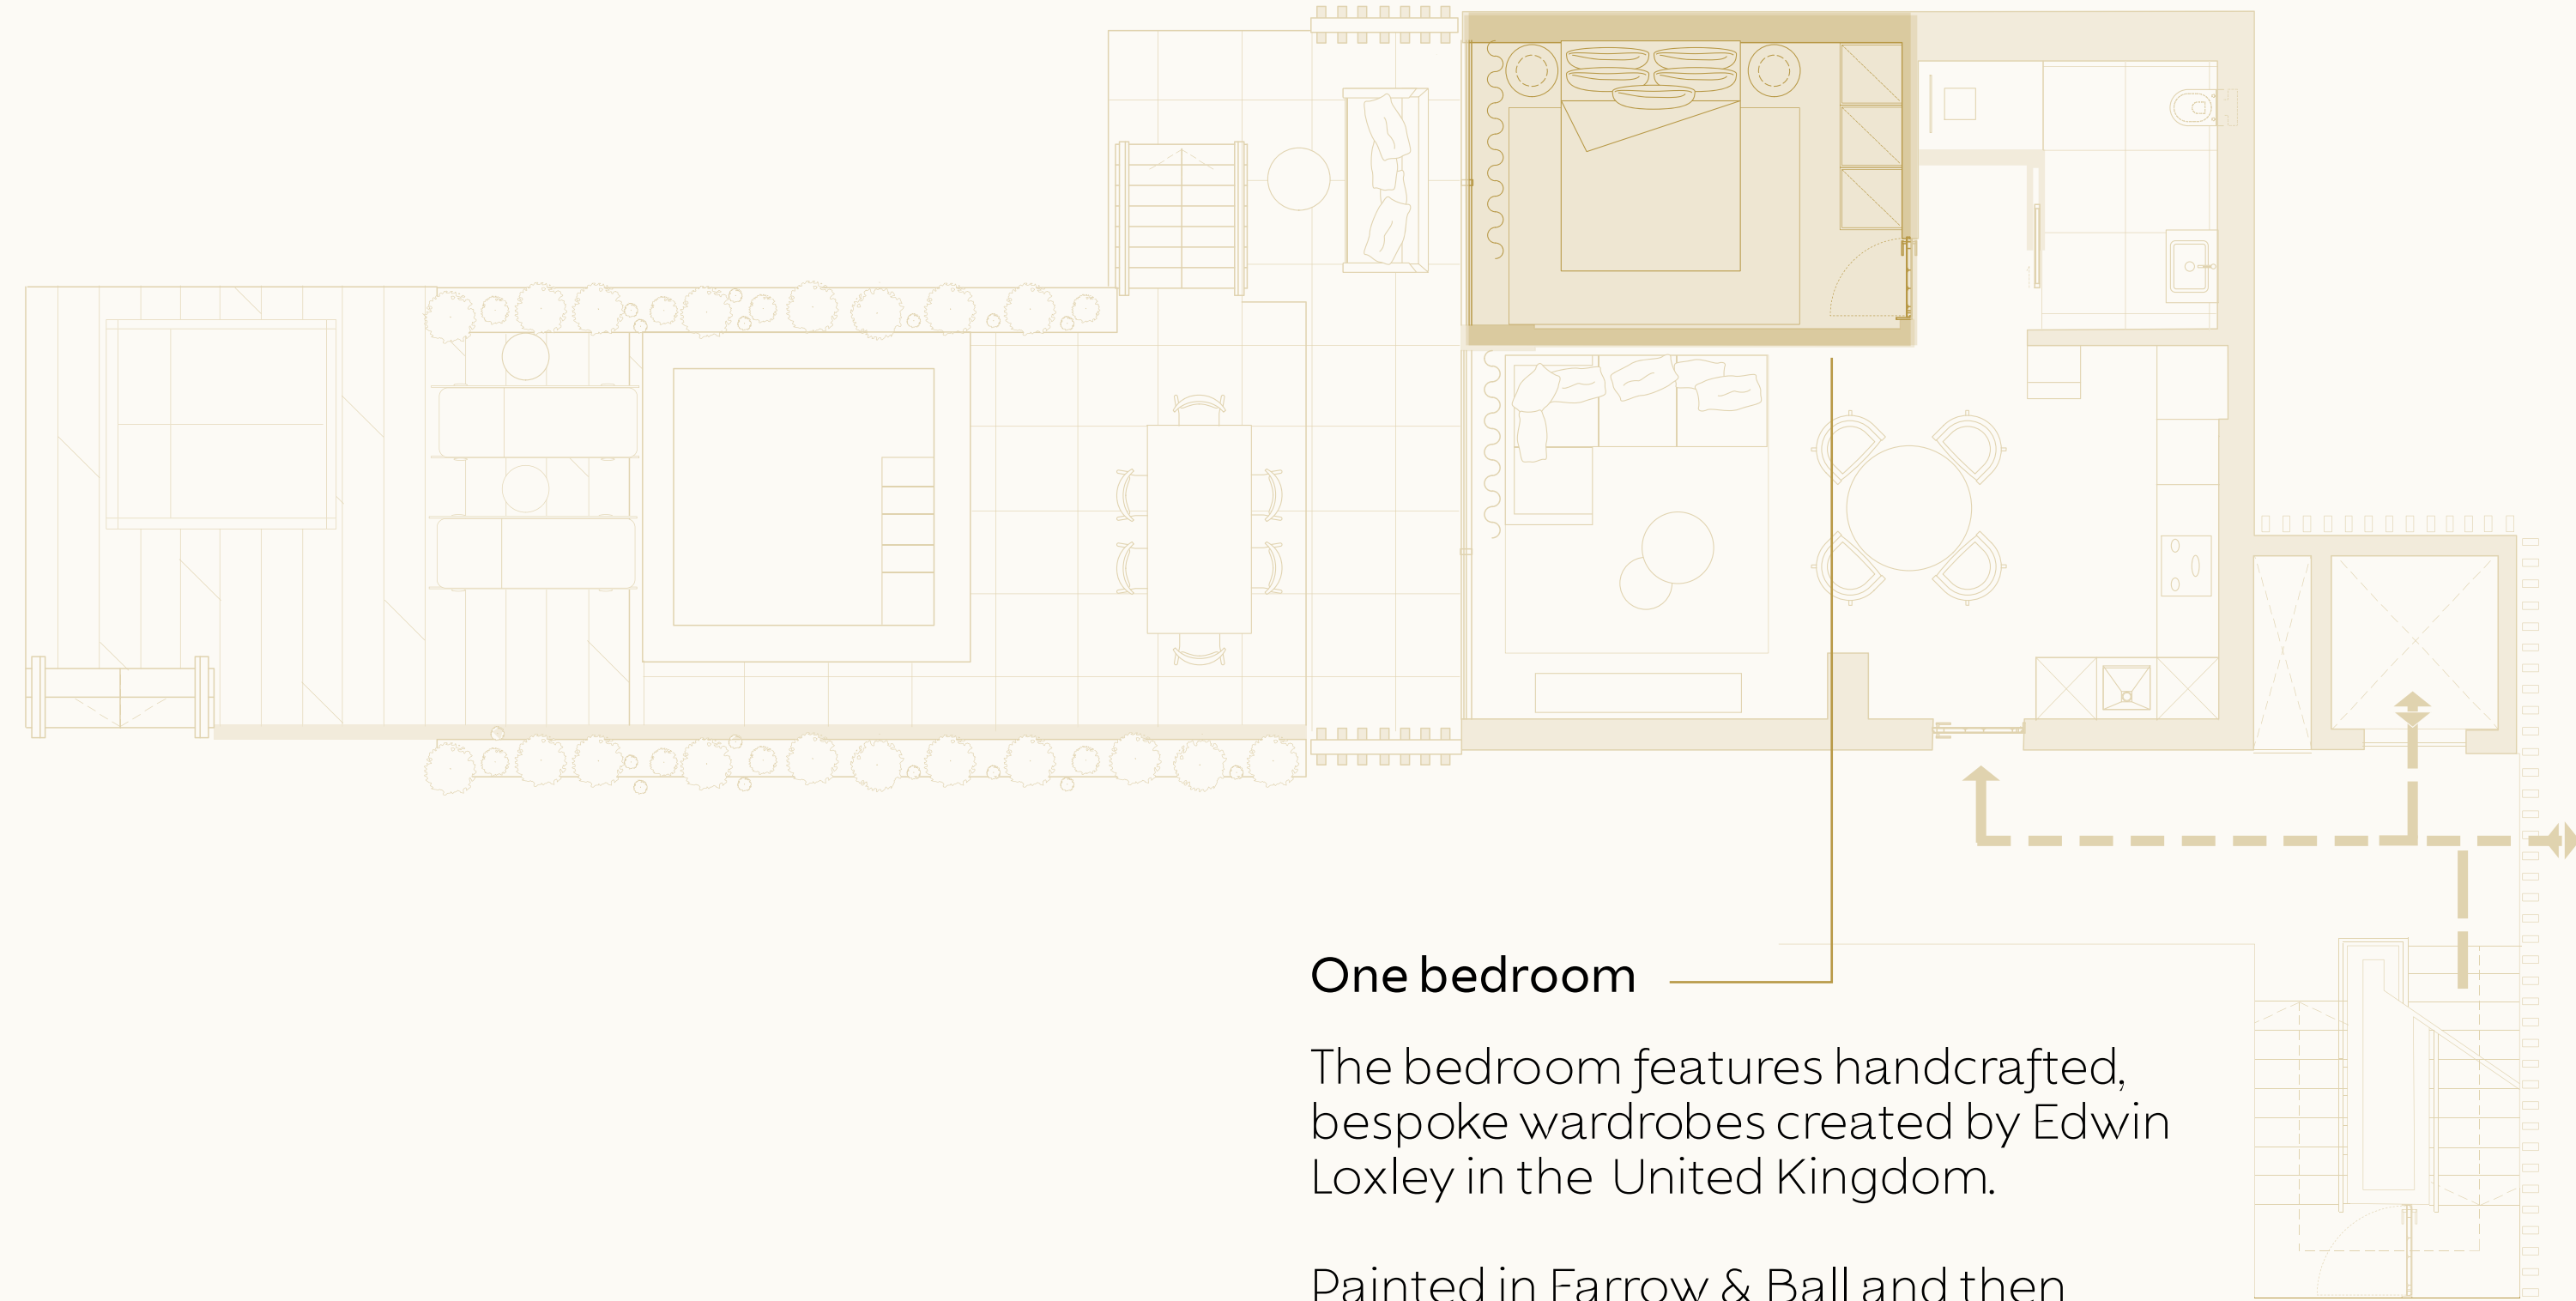 One bedroom
The bedroom features handcrafted,
bespoke wardrobes created by Edwin
Loxley in the United Kingdom.
Painted in Farrow & Ball and then